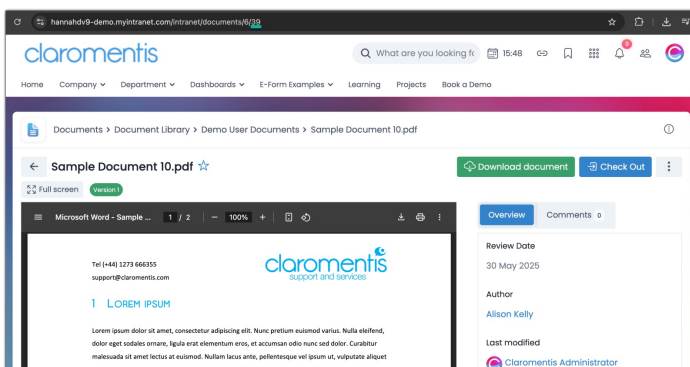 hannahdv9-demo.myintranet.com/intranet/documents/6/39
claromentis
What are you looking fo
15:48
3
Home Company Department Dashboards E-Form Examples Learning Projects Book a Demo
Documents > Document Library > Demo User Documents > Sample Document 10.pdf
Sample Document 10.pdf
Download document
Check Out
Full screen
Version 1
Microsoft Word - Sample ... 1 / 2 100%
Overview
Comments 0
Tel (+44) 1273 666355
support@claromentis.com
claromentis
support and services
1 LOREM IPSUM
Lorem ipsum dolor sit amet, consectetur adipiscing elit. Nunc pretium euismod varius. Nulla eleifend,
dolor eget sodales ornare, ligula erat elementum eros, et accumsan odio nunc sed dolor. Curabitur
malesuada sit amet lectus at euismod. Nullam lacus ante, pellentesque vel ipsum ut, vulputate aliquet
Review Date
30 May 2025
Author
Alison Kelly
Last modified
Claromentis Administrator